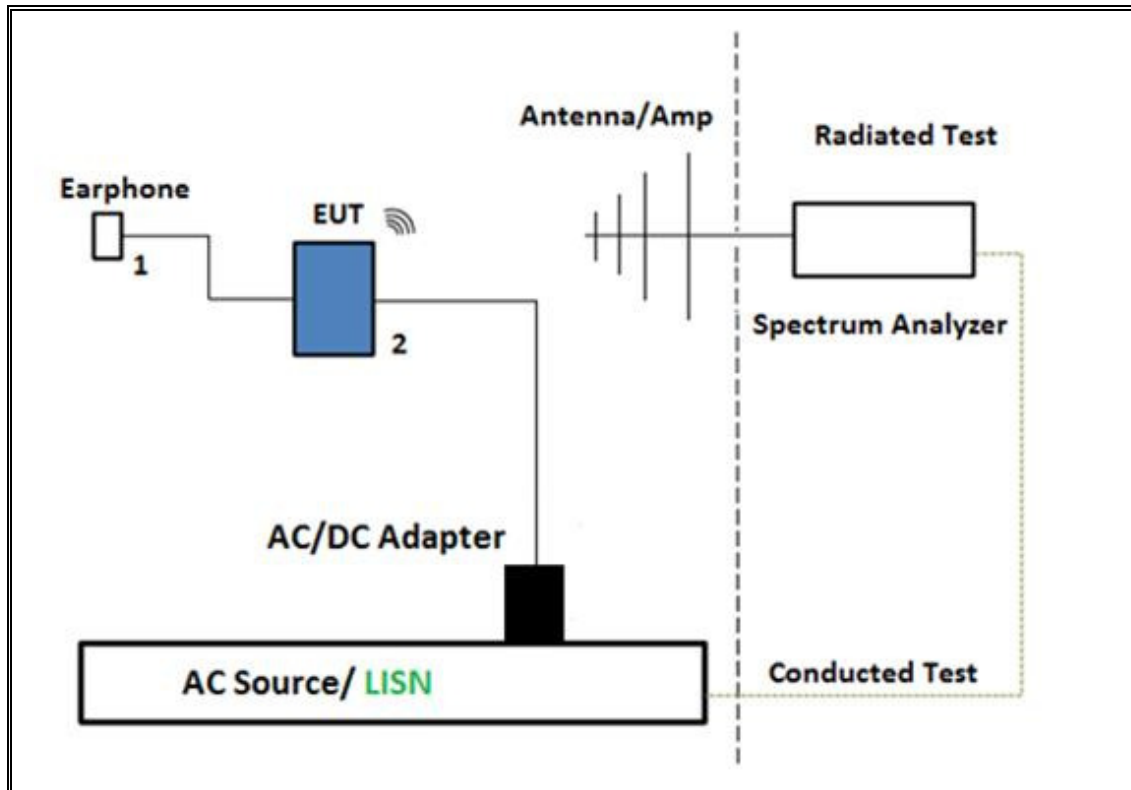 Antenna/Amp
Radiated Test
Earphone
EUT
1
Spectrum Analyzer
2
AC/DC Adapter
AC Source/ LISN
Conducted Test